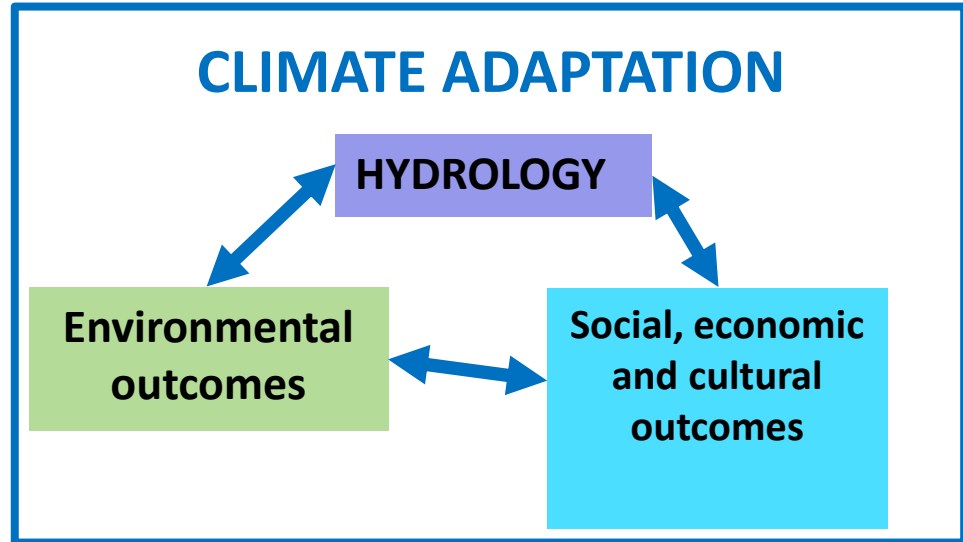 CLIMATE ADAPTATION
HYDROLOGY
Environmental
outcomes
Social, economic
and cultural
outcomes